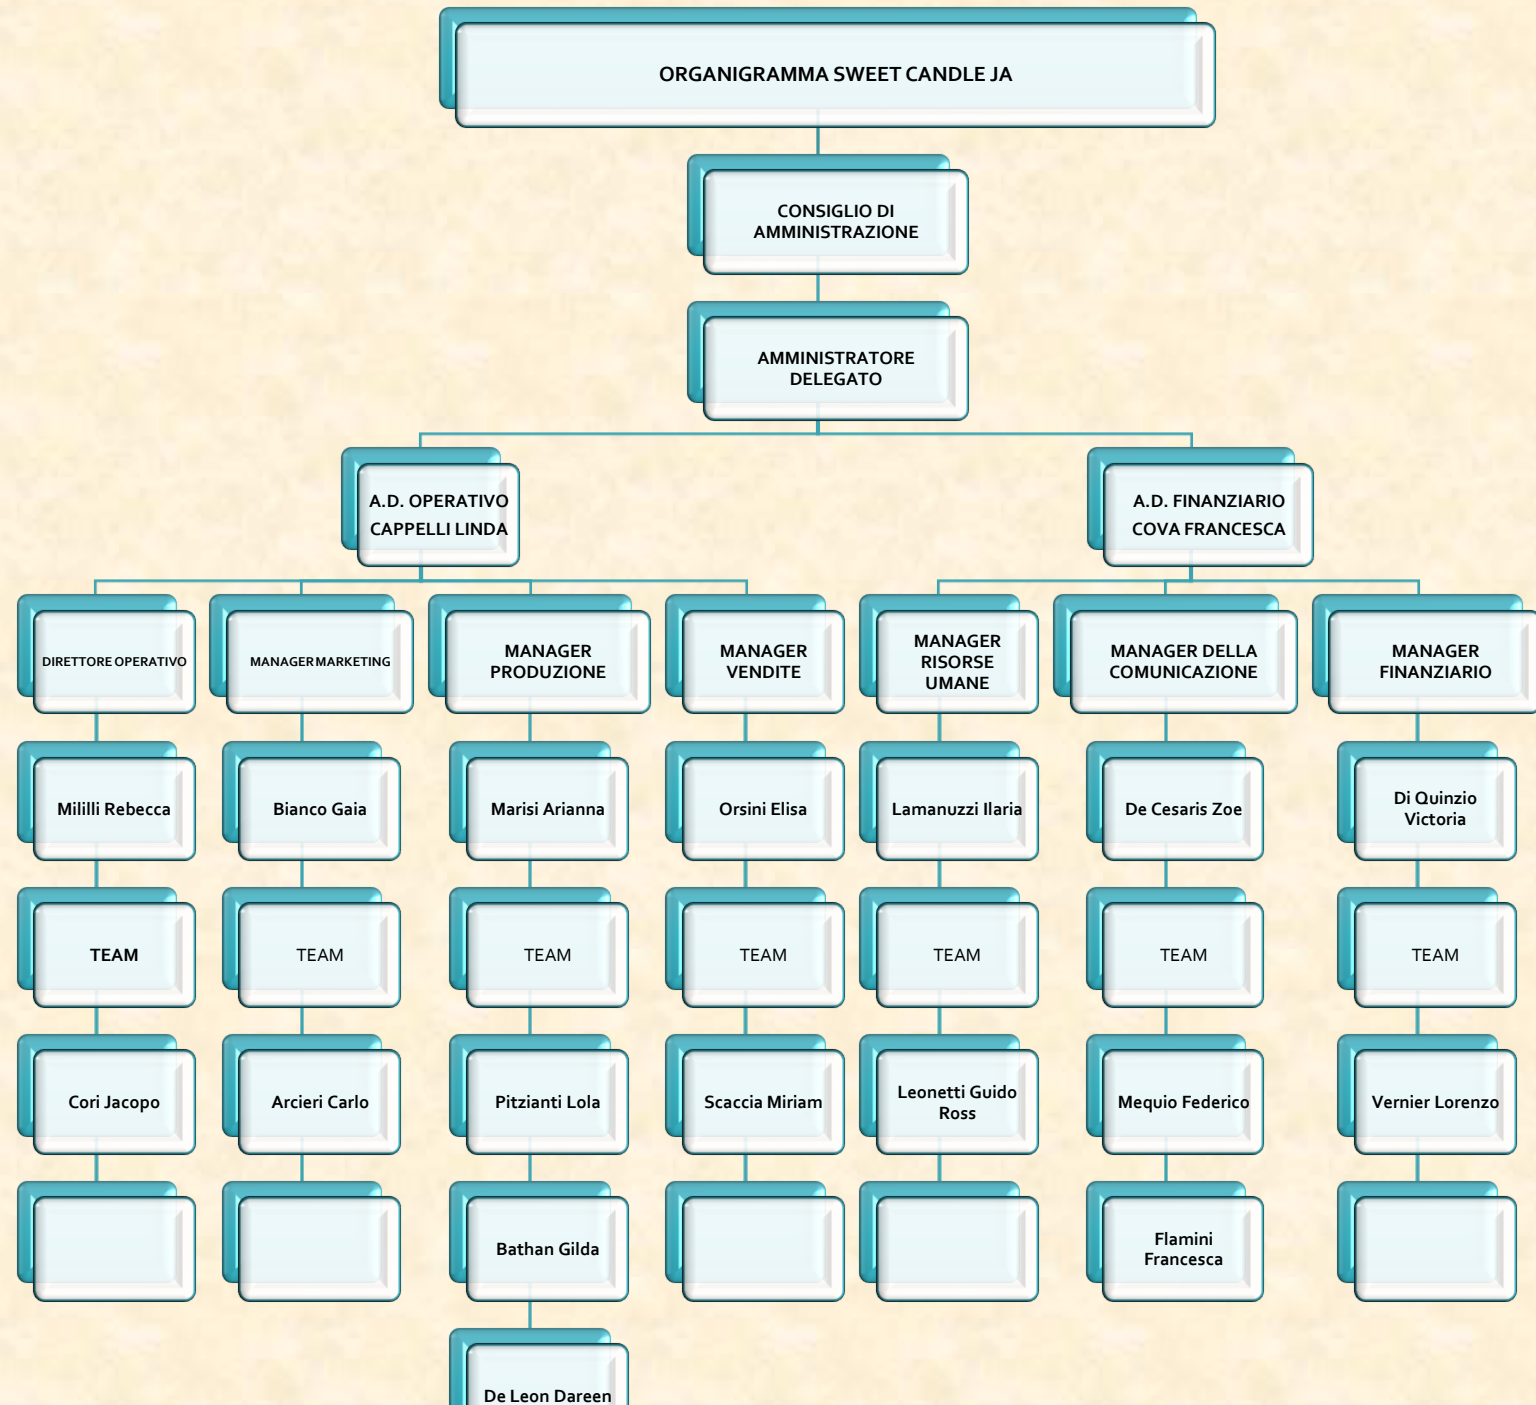 ORGANIGRAMMA SWEET CANDLE JA
CONSIGLIO DI
AMMINISTRAZIONE
AMMINISTRATORE
DELEGATO
A.D. OPERATIVO
CAPPELLI LINDA
A.D. FINANZIARIO
COVA FRANCESCA
DIRETTORE OPERATIVO
MANAGER MARKETING
MANAGER
PRODUZIONE
MANAGER
VENDITE
MANAGER
RISORSE
UMANE
MANAGER DELLA
COMUNICAZIONE
MANAGER
FINANZIARIO
Mililli Rebecca
Bianco Gaia
Marisi Arianna
Orsini Elisa
Lamanuzzi Ilaria
De Cesaris Zoe
Di Quinzio
Victoria
TEAM
TEAM
TEAM
TEAM
TEAM
TEAM
TEAM
Cori Jacopo
Arcieri Carlo
Pitzianti Lola
Scaccia Miriam
Leonetti Guido
Ross
Mequio Federico
Vernier Lorenzo
Bathan Gilda
Flamini
Francesca
De Leon Dareen